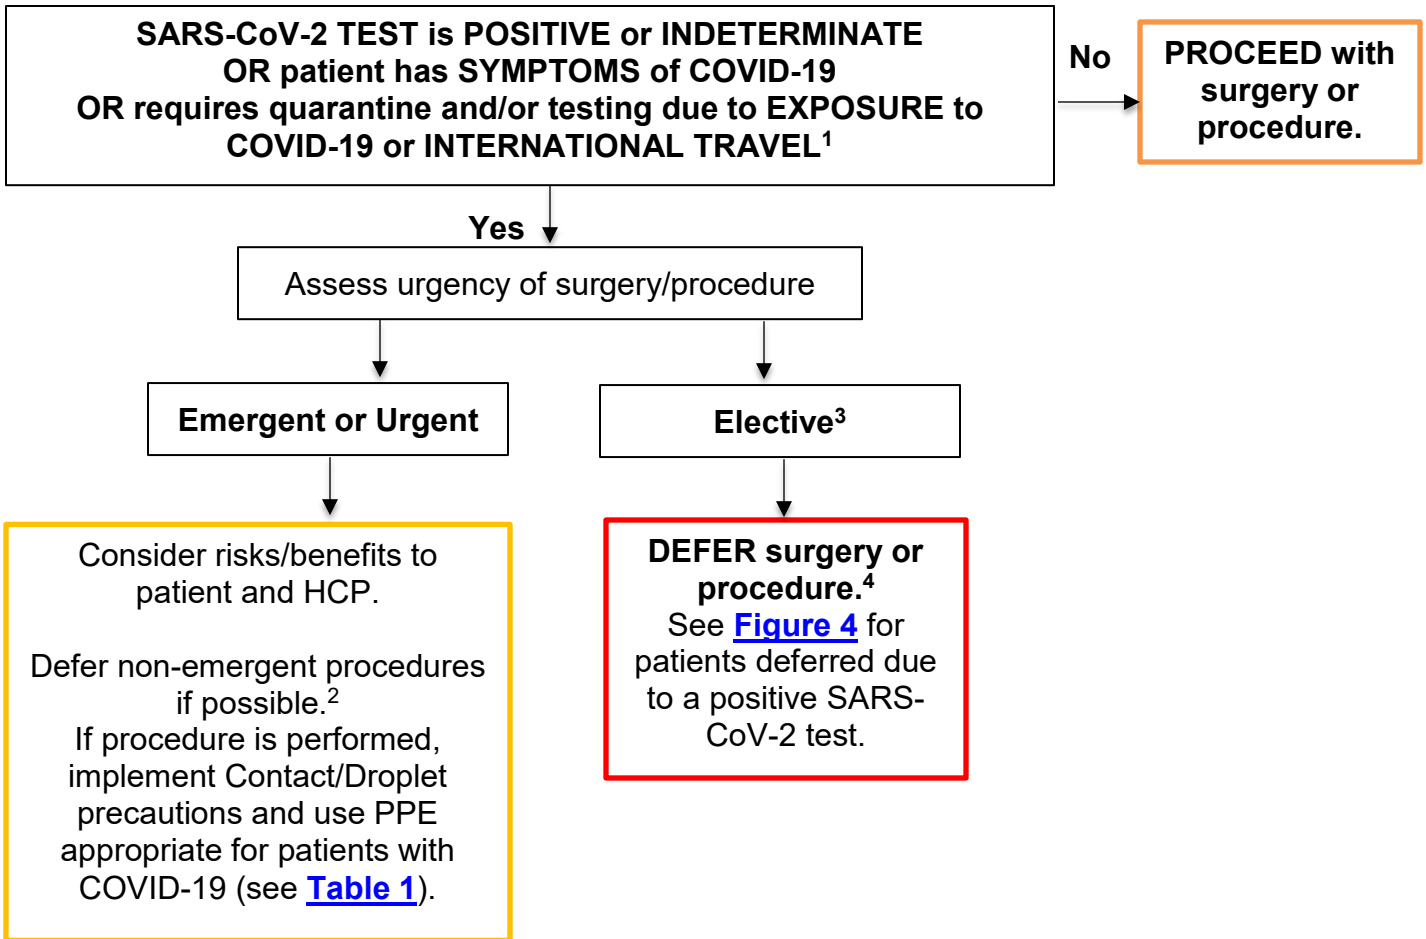 SARS-CoV-2 TEST is POSITIVE or INDETERMINATE
OR patient has SYMPTOMS of COVID-19
OR requires quarantine and/or testing due to EXPOSURE to
COVID-19 or INTERNATIONAL TRAVEL¹
No
PROCEED with
surgery or
procedure.
Yes
Assess urgency of surgery/procedure
Emergent or Urgent
Elective³
Consider risks/benefits to
patient and HCP.
Defer non-emergent procedures
if possible.²
If procedure is performed,
implement Contact/Droplet
precautions and use PPE
appropriate for patients with
COVID-19 (see Table 1).
DEFER surgery or
procedure.⁴
See Figure 4 for
patients deferred due
to a positive SARS-
CoV-2 test.